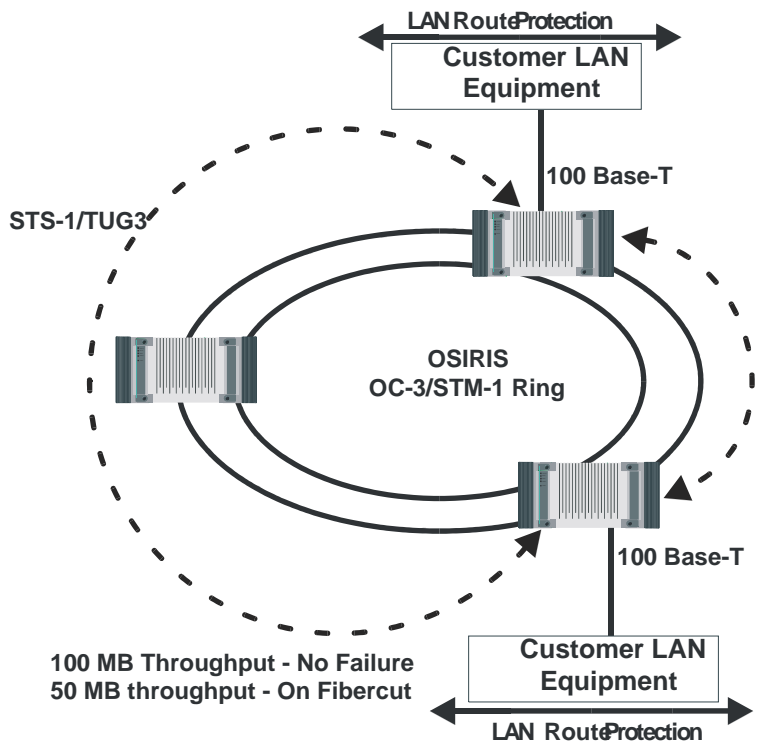 LAN RouteProtection
Customer LAN
Equipment
100 Base-T
STS-1/TUG3
OSIRIS
OC-3/STM-1 Ring
100 Base-T
Customer LAN
Equipment
100 MB Throughput - No Failure
50 MB throughput - On Fibercut
LAN RouteProtection